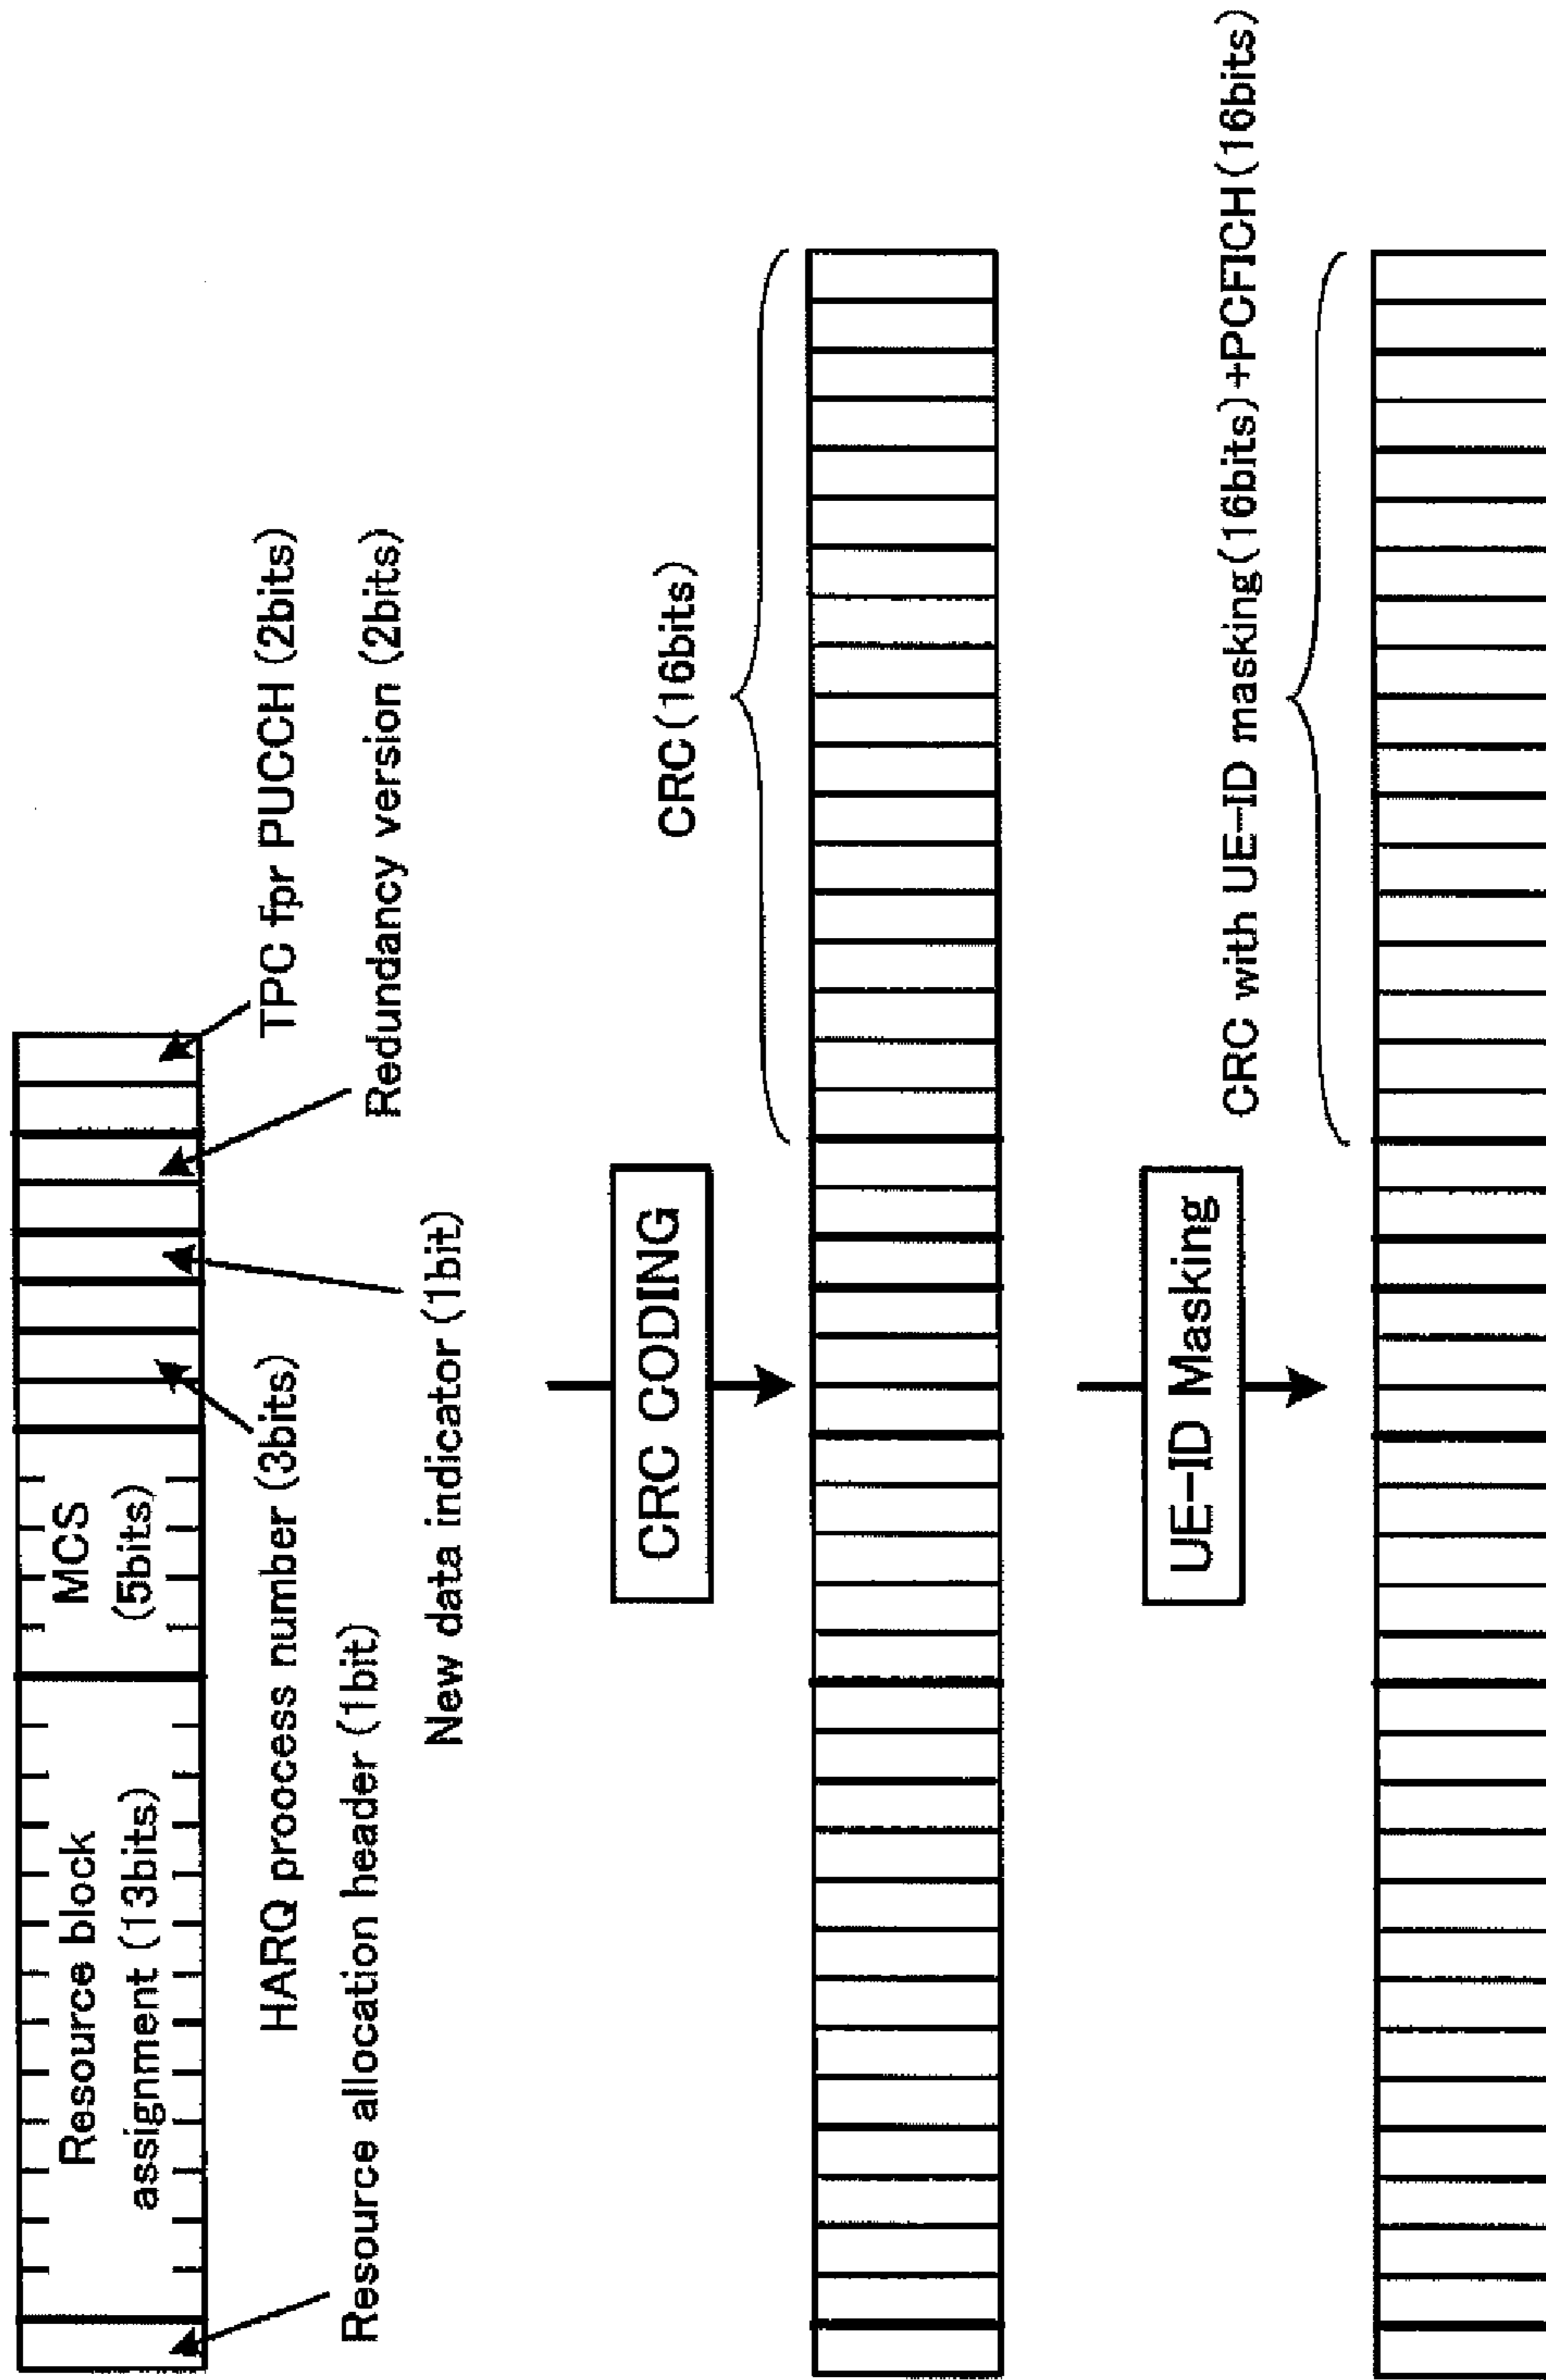 Resource block
assignment (13bits)
MCS
(5bits)
TPC fpr PUCCH (2bits)
Redundancy version (2bits)
HARQ process number (3bits)
New data indicator (1bit)
Resource allocation header (1bit)
CRC CODING
CRC (16bits)
UE-ID Masking
CRC with UE-ID masking (16bits)+PCFICH (16bits)